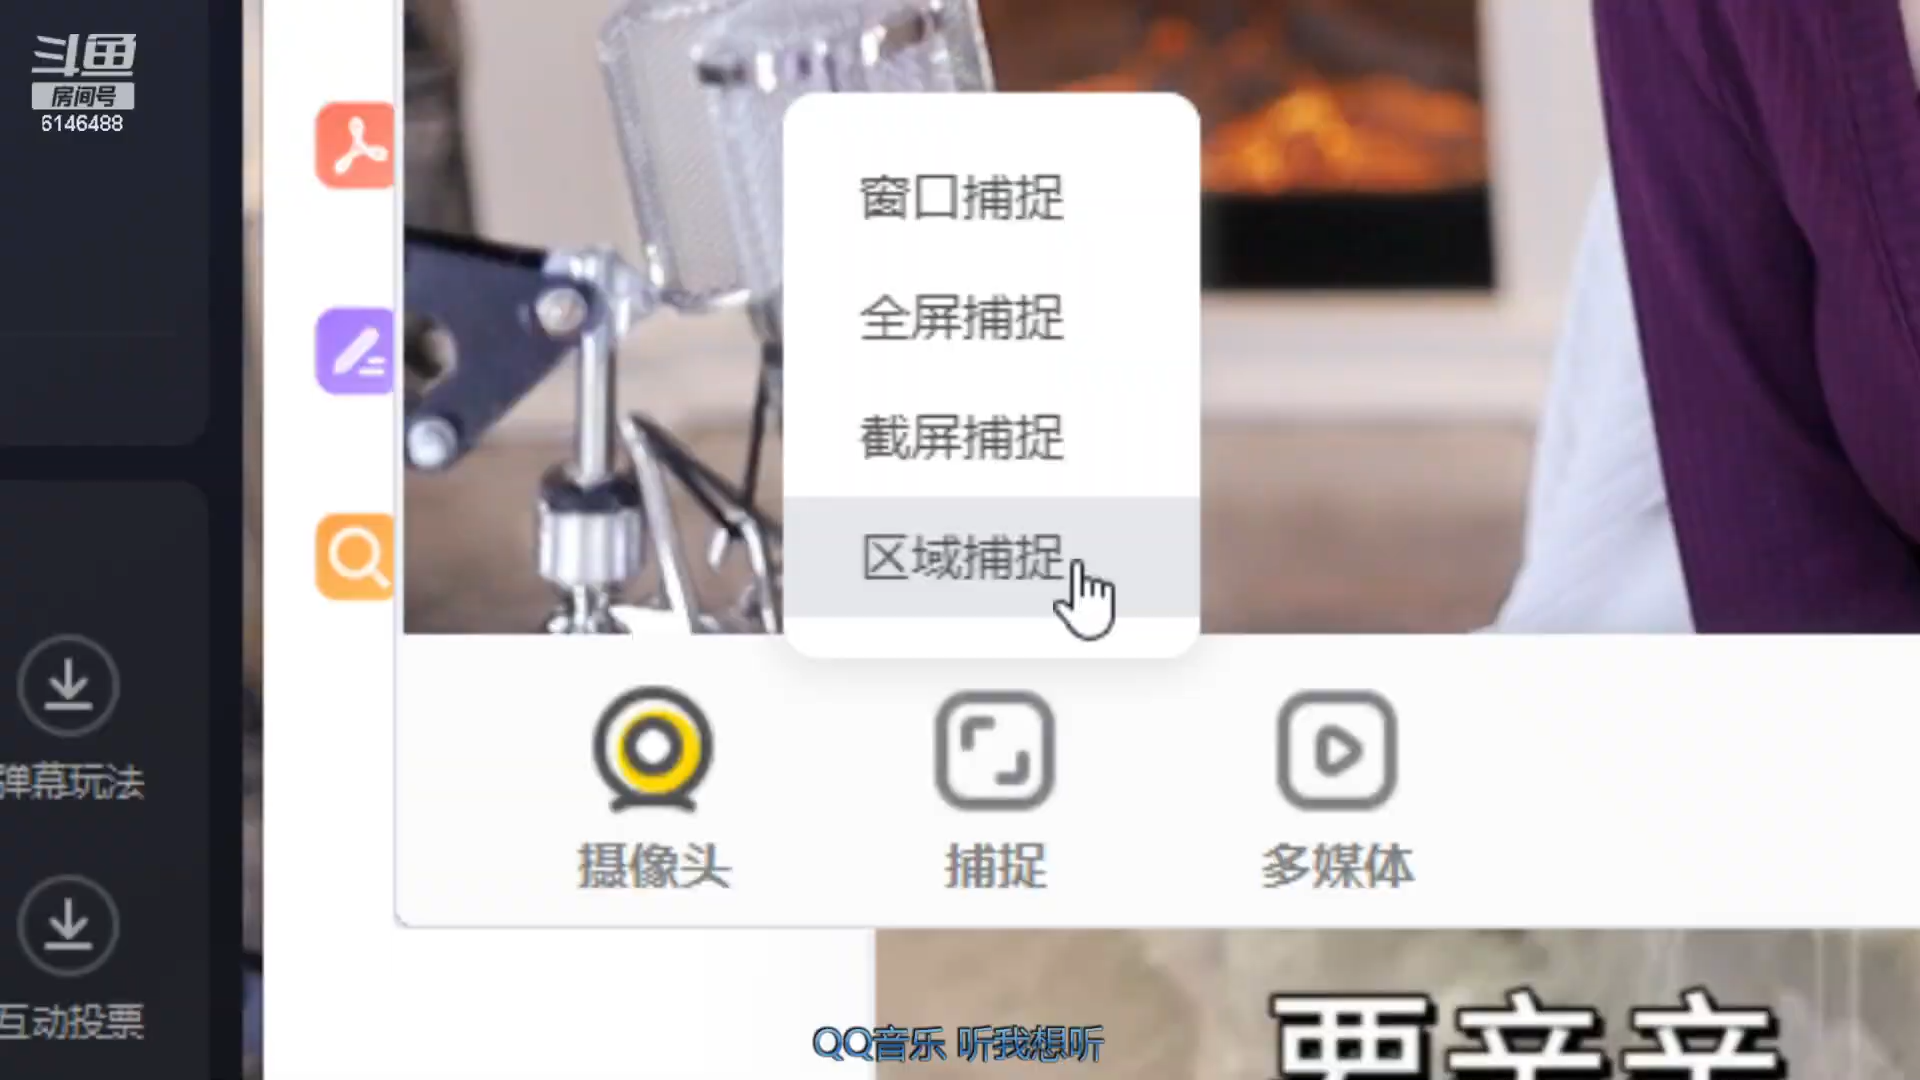 斗鱼
房间号
6146488
窗口捕捉
全屏捕捉
截屏捕捉
区域捕捉
摄像头
捕捉
多媒体
弹幕玩法
互动投票
QQ音乐 听我想听